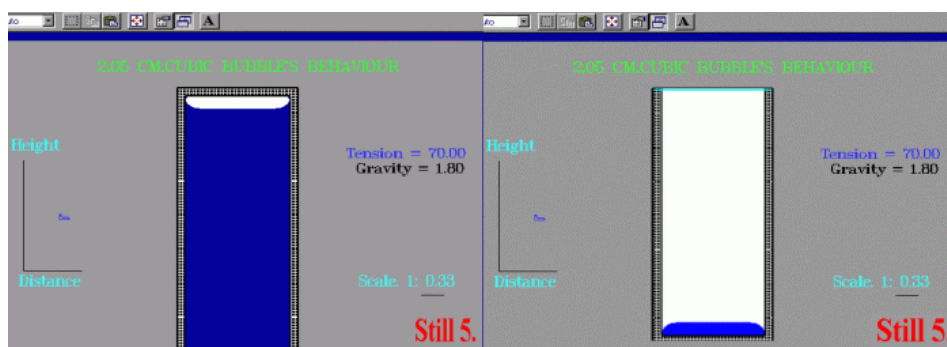 uto
A
2.05 CM.CUBIC BUBBLE'S BEHAVIOUR
Height
Tension = 70.00
Gravity = 1.80
Distance
Scale. 1: 0.33
Still 5.
uto
A
2.05 CM.CUBIC BUBBLE'S BEHAVIOUR
Height
Tension = 70.00
Gravity = 1.80
Distance
Scale. 1: 0.33
Still 5